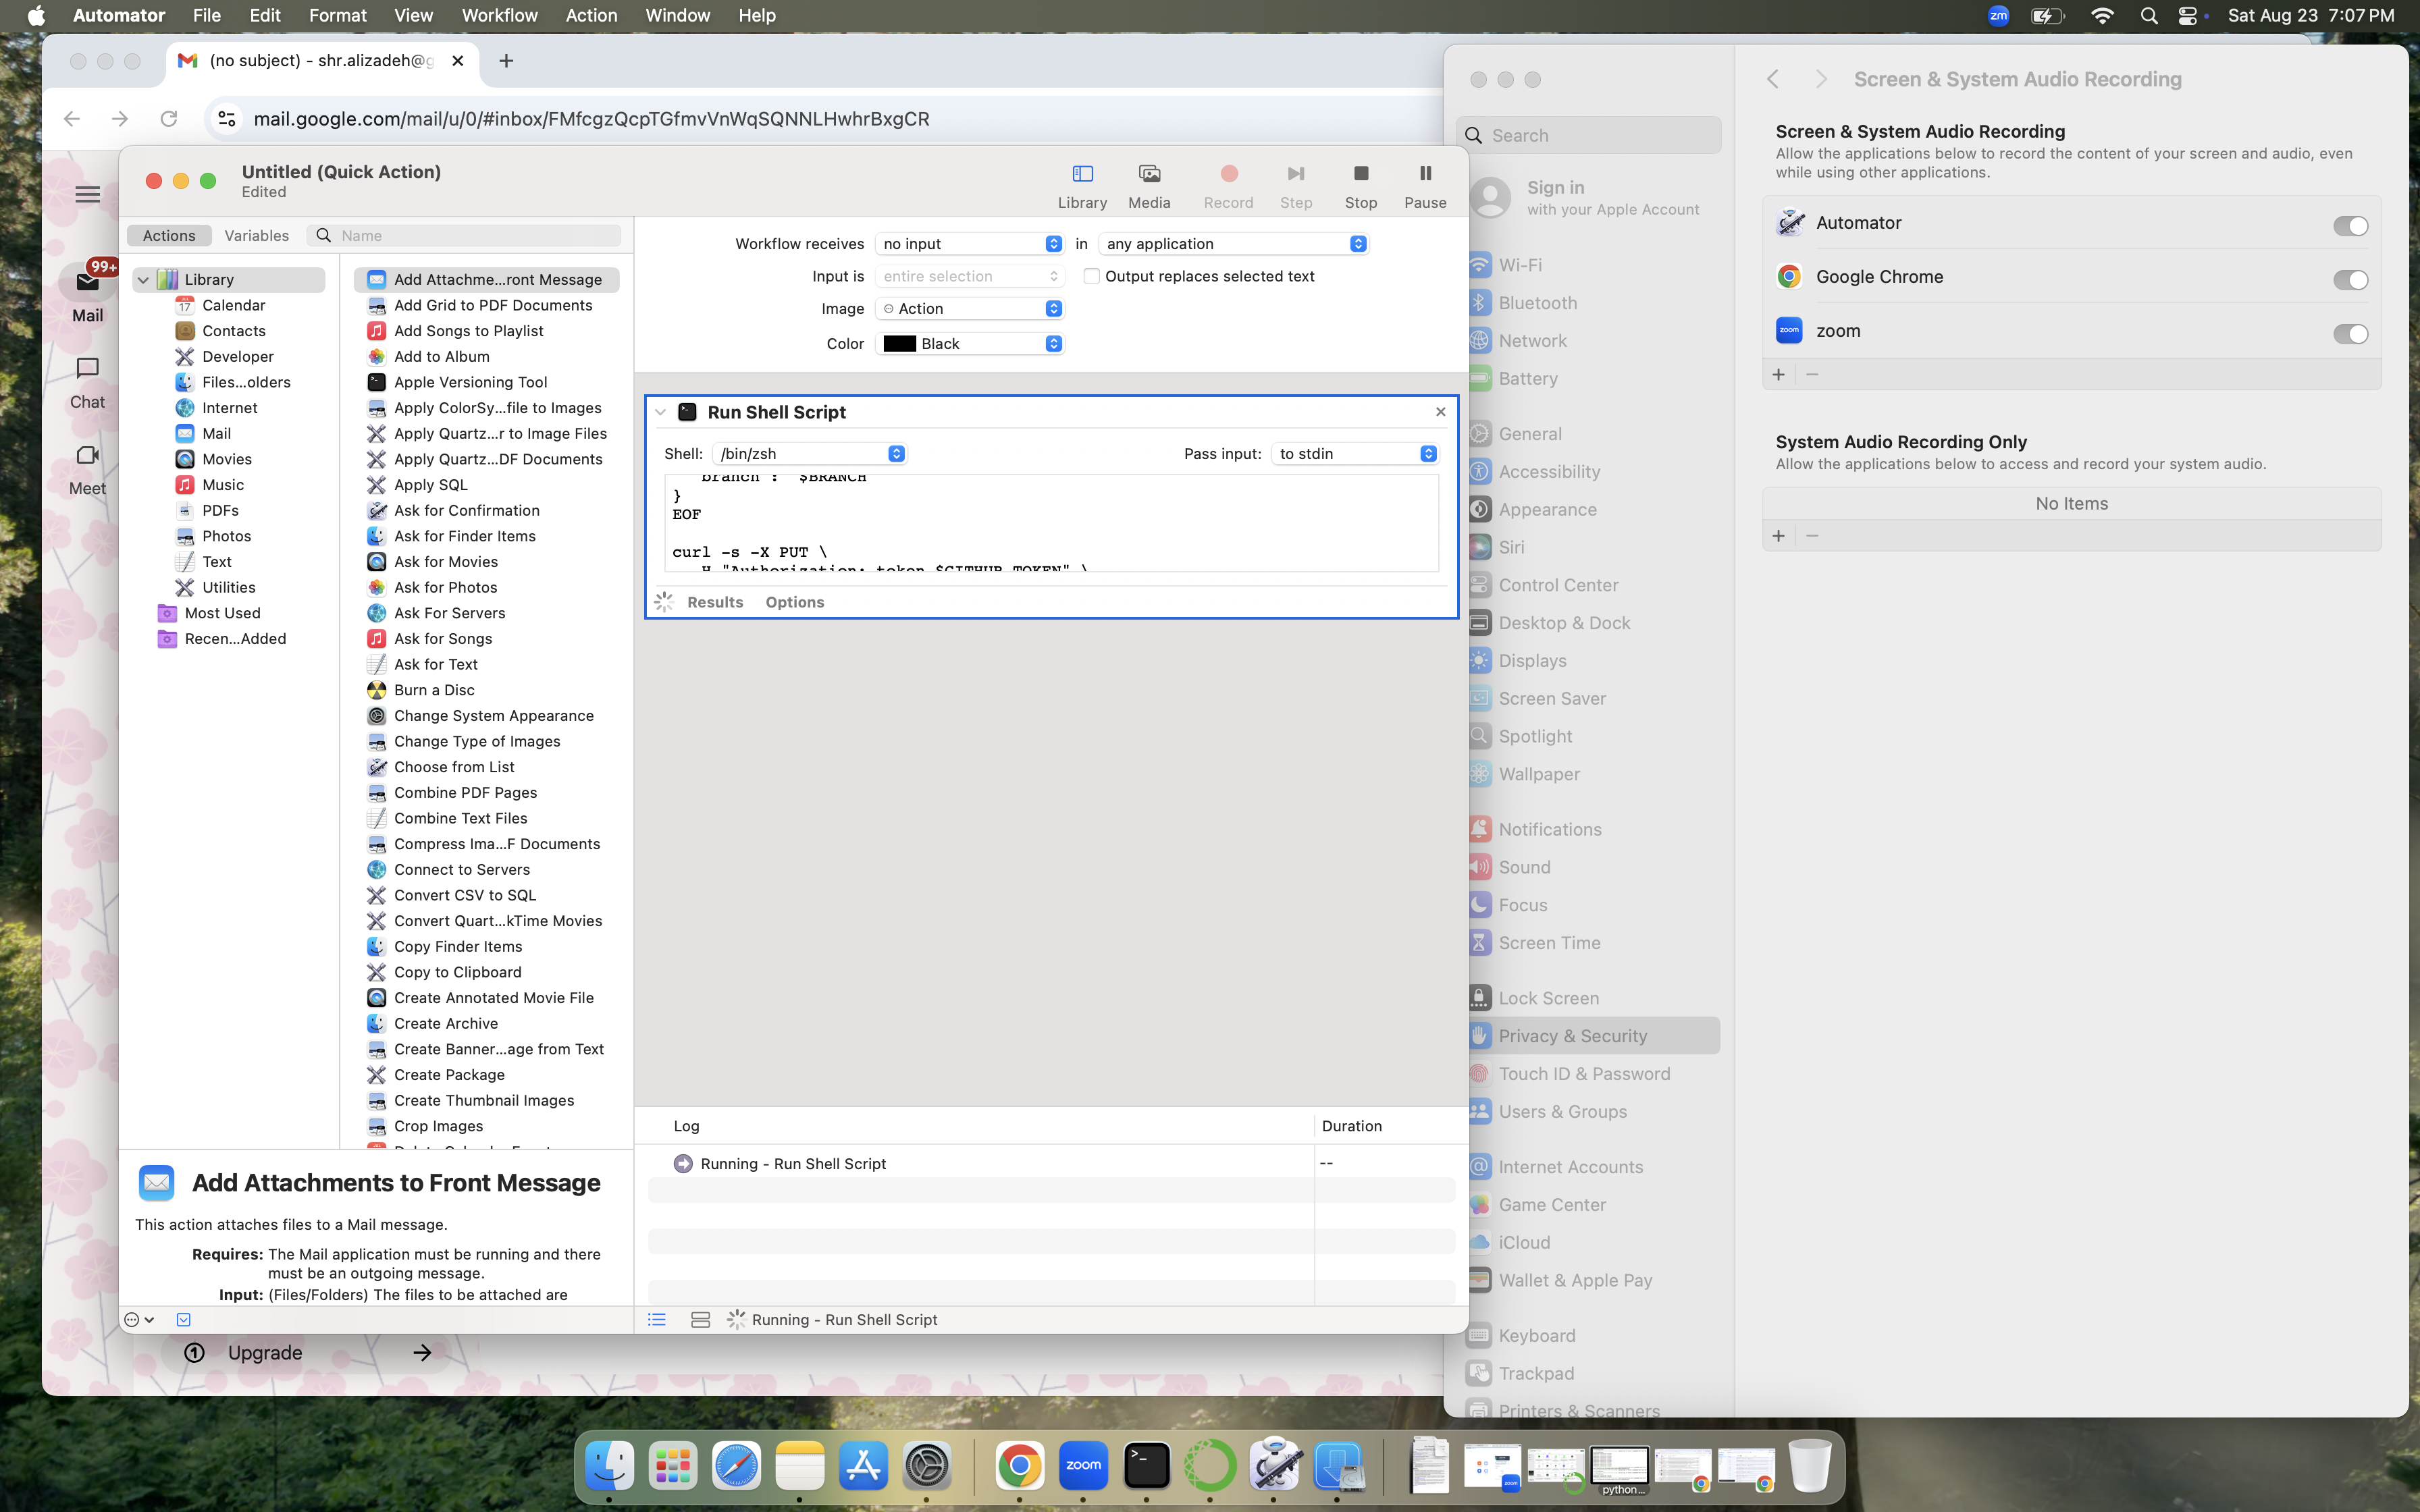 Automator File Edit Format View Workflow Action Window Help
zm Sat Aug 23 7:07 PM
(no subject) - shr.alizadeh@g
mail.google.com/mail/u/0/#inbox/FMfcgzQcpTGfmvVnWqSQNNLHwhrBxgCR
99+
Mail
Chat
Meet
Upgrade
Untitled (Quick Action)
Edited
Library Media Record Step Stop Pause
Actions Variables Name
Library
Calendar
Contacts
Developer
Files...olders
Internet
Mail
Movies
Music
PDFs
Photos
Text
Utilities
Most Used
Recen...Added
Add Attachme...ront Message
Add Grid to PDF Documents
Add Songs to Playlist
Add to Album
Apple Versioning Tool
Apply ColorSy...file to Images
Apply Quartz...r to Image Files
Apply Quartz...DF Documents
Apply SQL
Ask for Confirmation
Ask for Finder Items
Ask for Movies
Ask for Photos
Ask For Servers
Ask for Songs
Ask for Text
Burn a Disc
Change System Appearance
Change Type of Images
Choose from List
Combine PDF Pages
Combine Text Files
Compress Ima...F Documents
Connect to Servers
Convert CSV to SQL
Convert Quart...kTime Movies
Copy Finder Items
Copy to Clipboard
Create Annotated Movie File
Create Archive
Create Banner...age from Text
Create Package
Create Thumbnail Images
Crop Images
Add Attachments to Front Message
This action attaches files to a Mail message.
Requires: The Mail application must be running and there
must be an outgoing message.
Input: (Files/Folders) The files to be attached are
Workflow receives no input in any application
Input is entire selection Output replaces selected text
Image Action
Color Black
Run Shell Script
Shell: /bin/zsh Pass input: to stdin
branch : $BRANCH
}
EOF
curl -s -X PUT \
H "Authorization: token $GITHUB_TOKEN" \
Results Options
Log Duration
Running - Run Shell Script --
Running - Run Shell Script
Search
Sign in
with your Apple Account
Wi-Fi
Bluetooth
Network
Battery
General
Accessibility
Appearance
Siri
Control Center
Desktop & Dock
Displays
Screen Saver
Spotlight
Wallpaper
Notifications
Sound
Focus
Screen Time
Lock Screen
Privacy & Security
Touch ID & Password
Users & Groups
Internet Accounts
Game Center
iCloud
Wallet & Apple Pay
Keyboard
Trackpad
Printers & Scanners
Screen & System Audio Recording
Screen & System Audio Recording
Allow the applications below to record the content of your screen and audio, even
while using other applications.
Automator
Google Chrome
zoom zoom
System Audio Recording Only
Allow the applications below to access and record your system audio.
No Items
zoom
python...